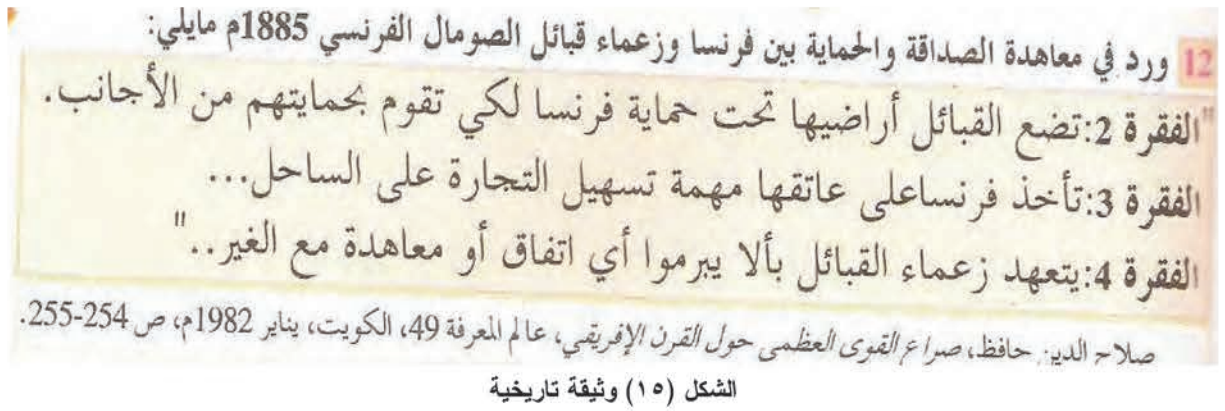 12 ورد في معاهدة الصداقة والحماية بين فرنسا وزعماء قبائل الصومال الفرنسي 1885م مايلي:
"الفقرة 2:تضع القبائل أراضيها تحت حماية فرنسا لكي تقوم بحمايتهم من الأجانب.
الفقرة 3:تأخذ فرنساعلى عاتقها مهمة تسهيل التجارة على الساحل...
الفقرة 4:يتعهد زعماء القبائل بألا يبرموا أي اتفاق أو معاهدة مع الغير.."
صلاح الدين حافظ، صراع القوى العظمى حول القرن الإفريقي، عالم المعرفة 49، الكويت، يناير 1982م، ص 254-255.
الشكل (١٥) وثيقة تاريخية